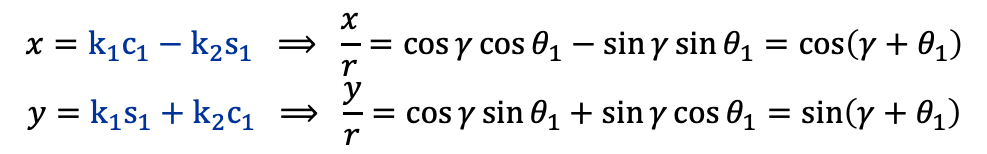 x = k₁c₁ − k₂s₁ ⟹ x/r = cos γ cos θ₁ − sin γ sin θ₁ = cos(γ + θ₁)
y = k₁s₁ + k₂c₁ ⟹ y/r = cos γ sin θ₁ + sin γ cos θ₁ = sin(γ + θ₁)